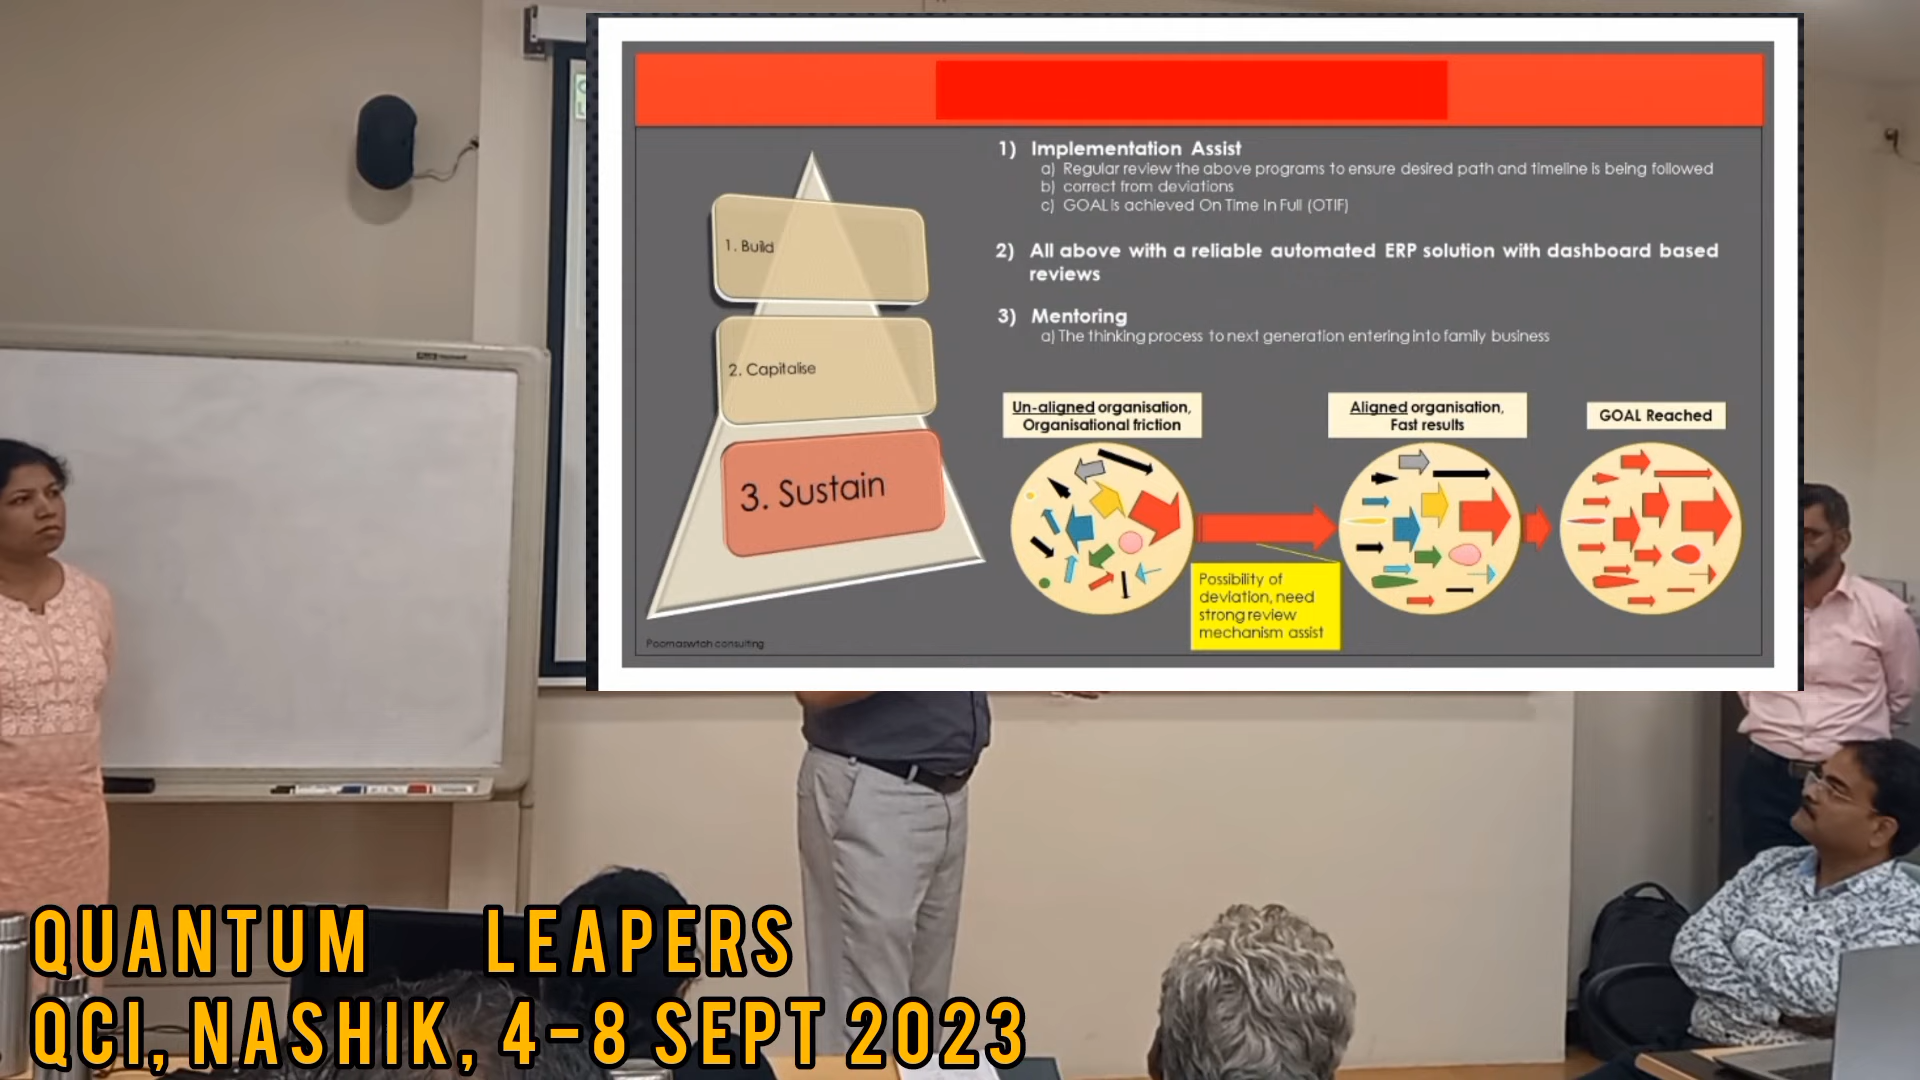 1) Implementation Assist
a) Regular review the above programs to ensure desired path and timeline is being followed
b) correct from deviations
c) GOAL is achieved On Time In Full (OTIF)
2) All above with a reliable automated ERP solution with dashboard based
reviews
3) Mentoring
a) The thinking process to next generation entering into family business
1. Build
2. Capitalise
3. Sustain
Un-aligned organisation,
Organisational friction
Aligned organisation,
Fast results
GOAL Reached
Possibility of
deviation, need
strong review
mechanism assist
consulting
QUANTUM LEAPERS
QCI, NASHIK, 4-8 SEPT 2023